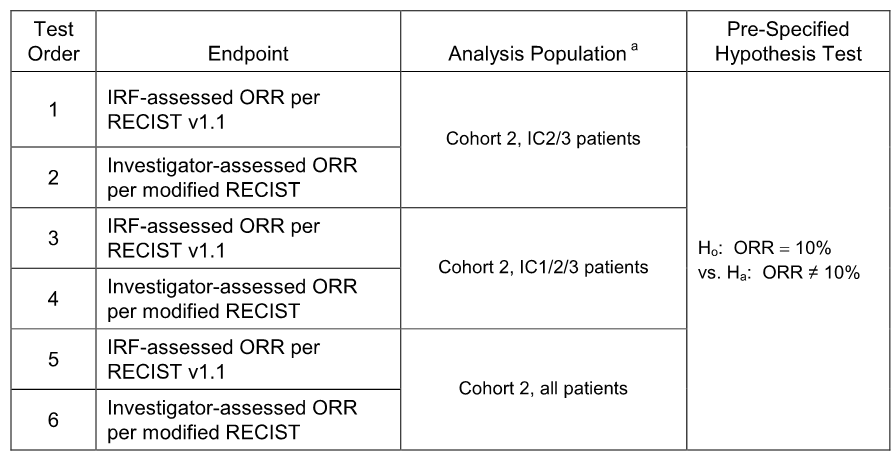 Test
Order
Endpoint
Analysis Population a
Pre-Specified
Hypothesis Test
1
IRF-assessed ORR per
RECIST v1.1
Cohort 2, IC2/3 patients
2
Investigator-assessed ORR
per modified RECIST
3
IRF-assessed ORR per
RECIST v1.1
Cohort 2, IC1/2/3 patients
4
Investigator-assessed ORR
per modified RECIST
5
IRF-assessed ORR per
RECIST v1.1
Cohort 2, all patients
6
Investigator-assessed ORR
per modified RECIST
Ho: ORR = 10%
vs. Ha: ORR ≠ 10%